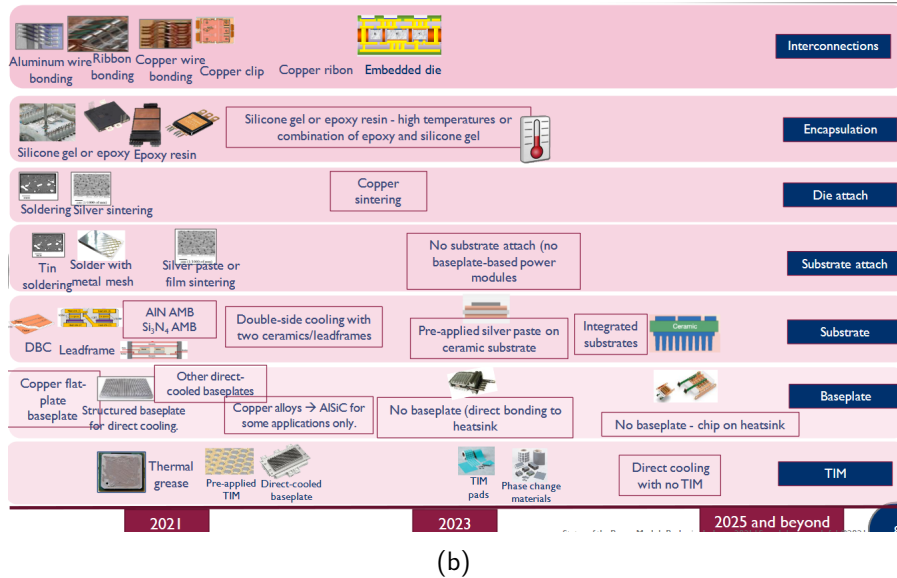 Aluminum wire
bonding
Ribbon
bonding
Copper wire
bonding
Copper clip
Copper ribon
Embedded die
Interconnections
Silicone gel or epoxy
Epoxy resin
Silicone gel or epoxy resin - high temperatures or
combination of epoxy and silicone gel
Encapsulation
Soldering
Silver sintering
Copper
sintering
Die attach
Tin
soldering
Solder with
metal mesh
Silver paste or
film sintering
No substrate attach (no
baseplate-based power
modules
Substrate attach
DBC
Leadframe
AlN AMB
Si₃N₄ AMB
Double-side cooling with
two ceramics/leadframes
Pre-applied silver paste on
ceramic substrate
Integrated
substrates
Ceramic
Substrate
Copper flat-
plate
baseplate
Structured baseplate
for direct cooling.
Other direct-
cooled baseplates
Copper alloys → AlSiC for
some applications only.
No baseplate (direct bonding to
heatsink
No baseplate - chip on heatsink
Baseplate
Thermal
grease
Pre-applied
TIM
Direct-cooled
baseplate
TIM
pads
Phase change
materials
Direct cooling
with no TIM
TIM
2021
2023
2025 and beyond
(b)